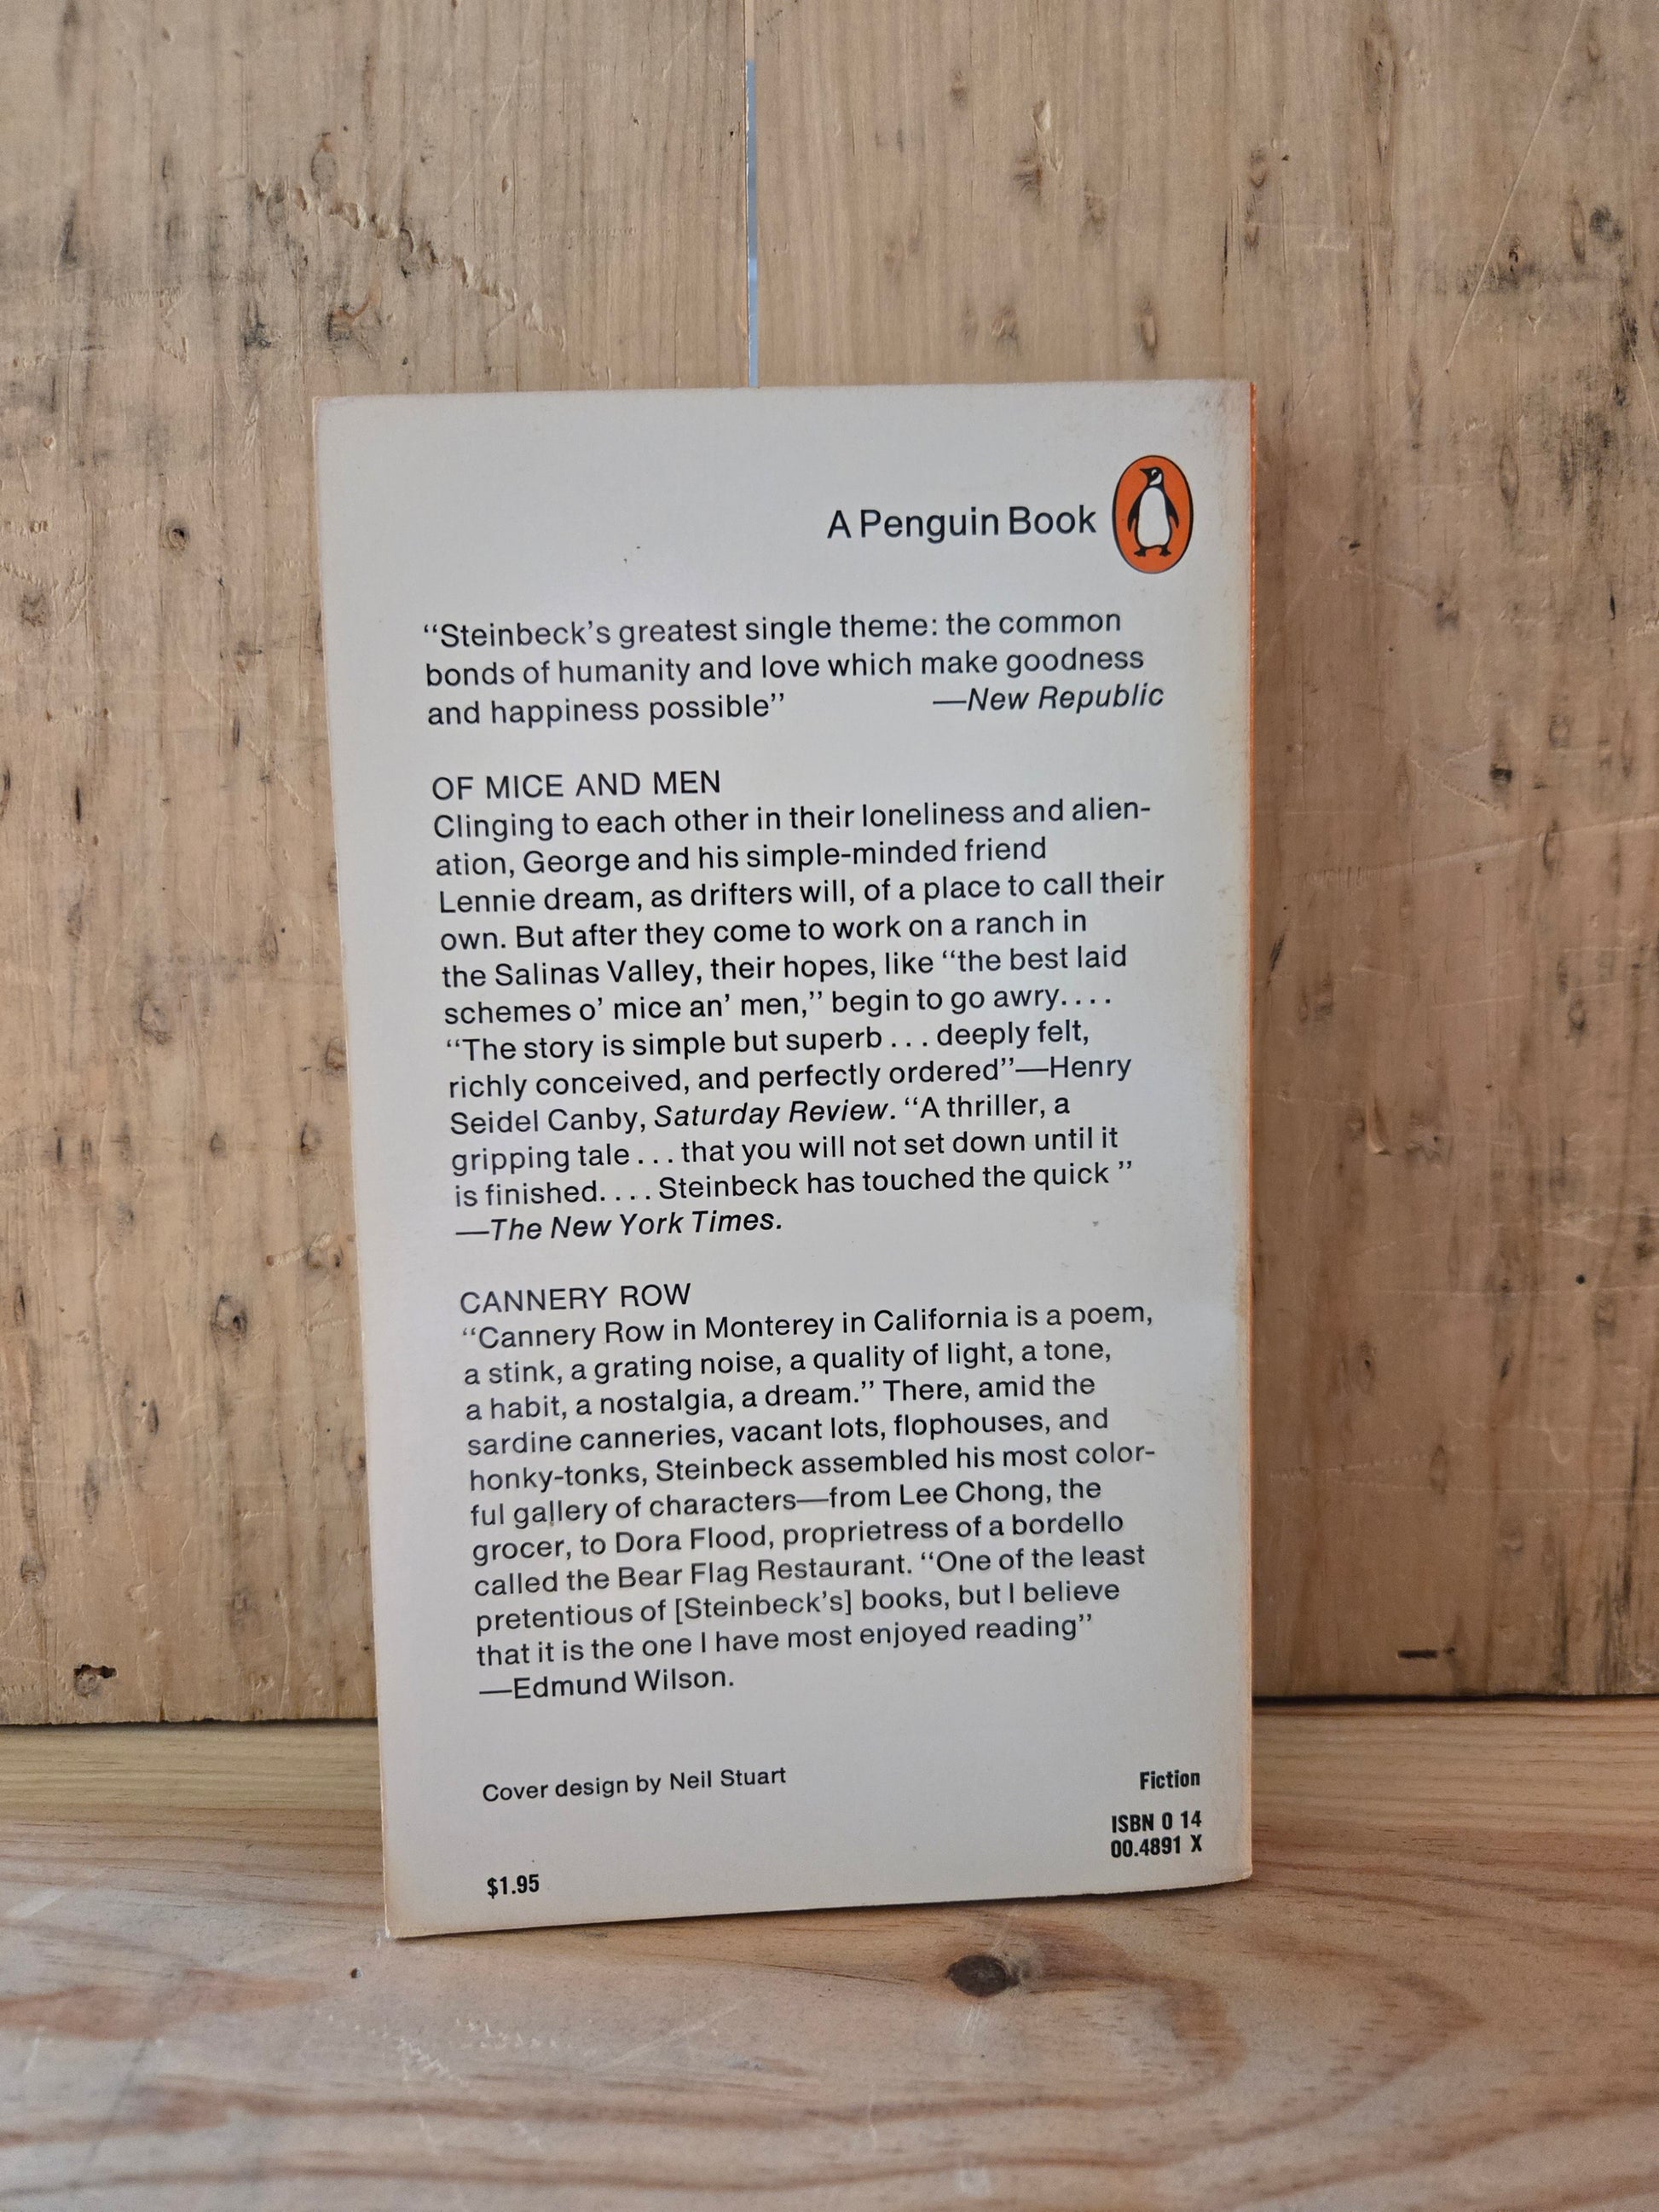 A Penguin Book
“Steinbeck’s greatest single theme: the common
bonds of humanity and love which make goodness
and happiness possible” —New Republic
OF MICE AND MEN
Clinging to each other in their loneliness and alien-
ation, George and his simple-minded friend
Lennie dream, as drifters will, of a place to call their
own. But after they come to work on a ranch in
the Salinas Valley, their hopes, like “the best laid
schemes o’ mice an’ men,” begin to go awry. . . .
“The story is simple but superb . . . deeply felt,
richly conceived, and perfectly ordered”—Henry
Seidel Canby, Saturday Review. “A thriller, a
gripping tale . . . that you will not set down until it
is finished. . . . Steinbeck has touched the quick ”
—The New York Times.
CANNERY ROW
“Cannery Row in Monterey in California is a poem,
a stink, a grating noise, a quality of light, a tone,
a habit, a nostalgia, a dream.” There, amid the
sardine canneries, vacant lots, flophouses, and
honky-tonks, Steinbeck assembled his most color-
ful gallery of characters—from Lee Chong, the
grocer, to Dora Flood, proprietress of a bordello
called the Bear Flag Restaurant. “One of the least
pretentious of [Steinbeck’s] books, but I believe
that it is the one I have most enjoyed reading”
—Edmund Wilson.
Cover design by Neil Stuart
Fiction
ISBN 0 14
00.4891 X
$1.95